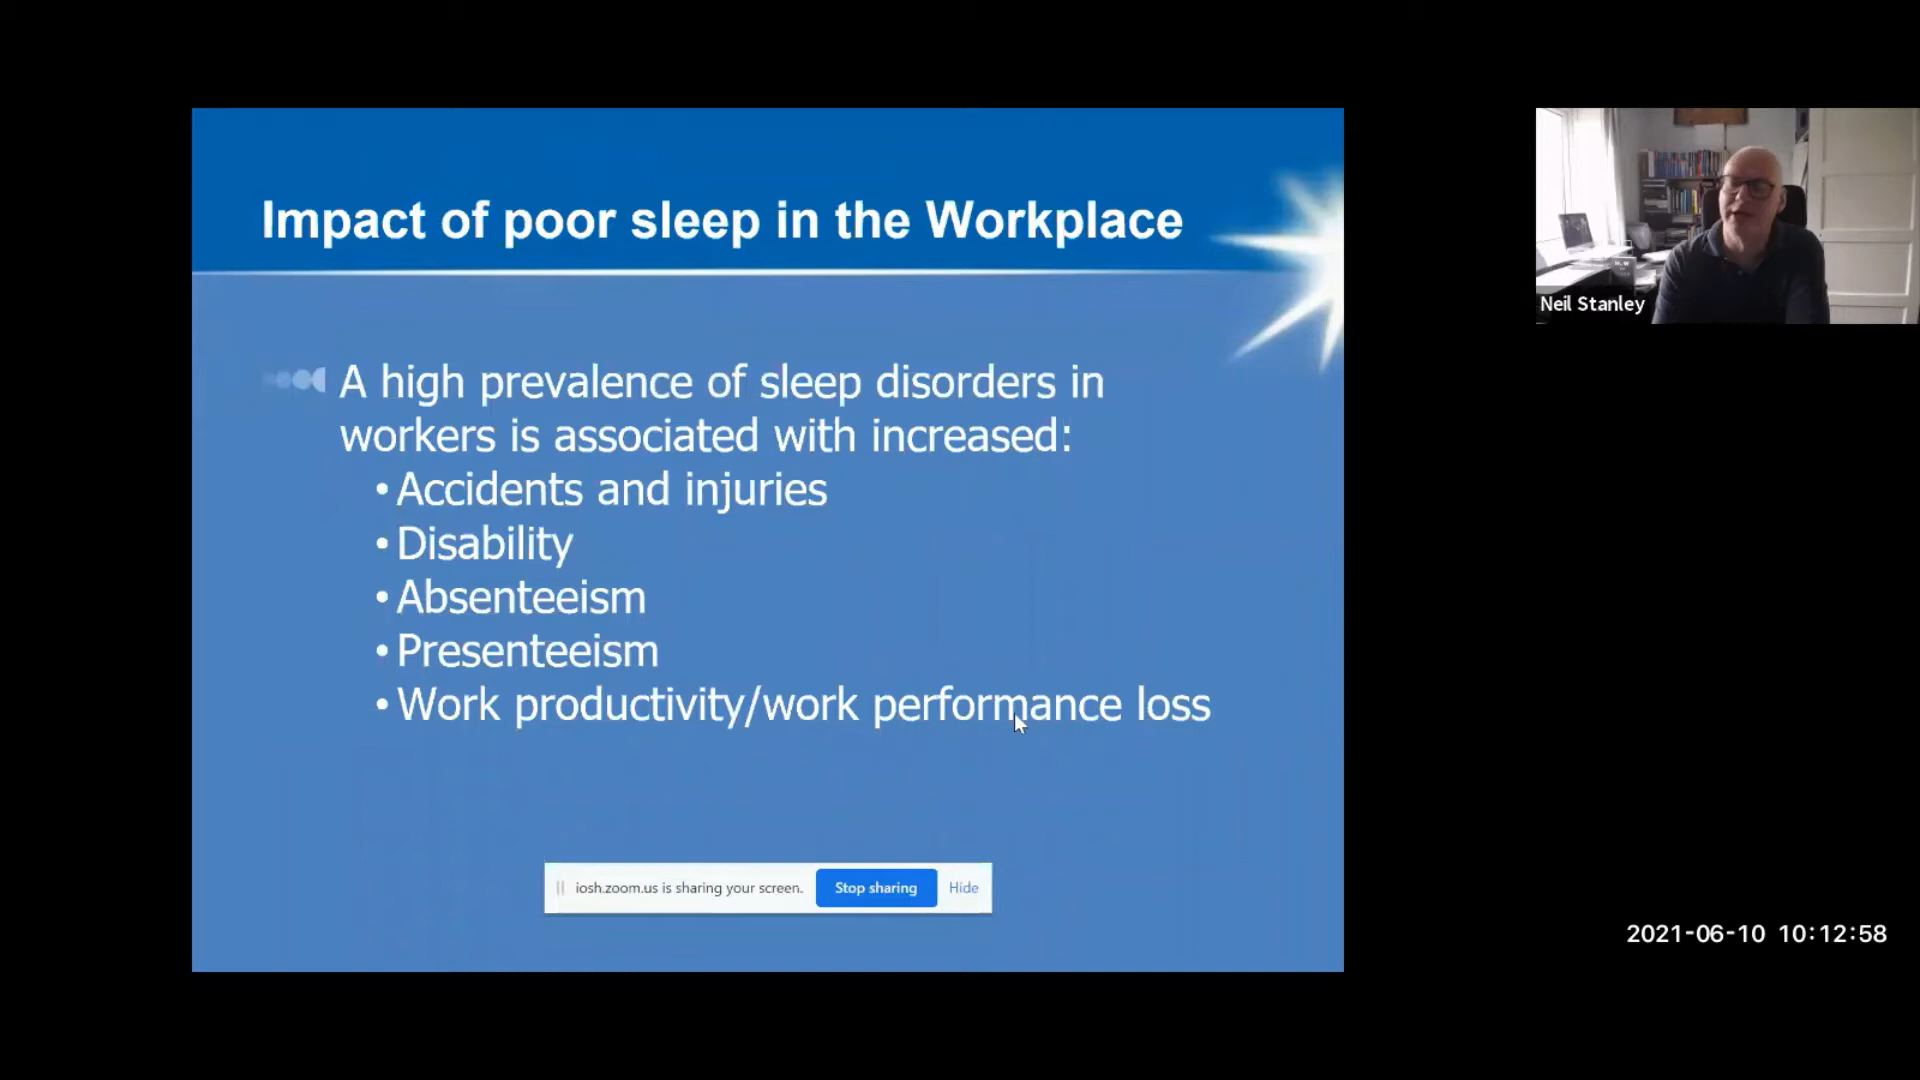 Impact of poor sleep in the Workplace
A high prevalence of sleep disorders in
workers is associated with increased:
• Accidents and injuries
• Disability
• Absenteeism
• Presenteeism
• Work productivity/work performance loss
iosh.zoom.us is sharing your screen. Stop sharing Hide
Neil Stanley
2021-06-10 10:12:58